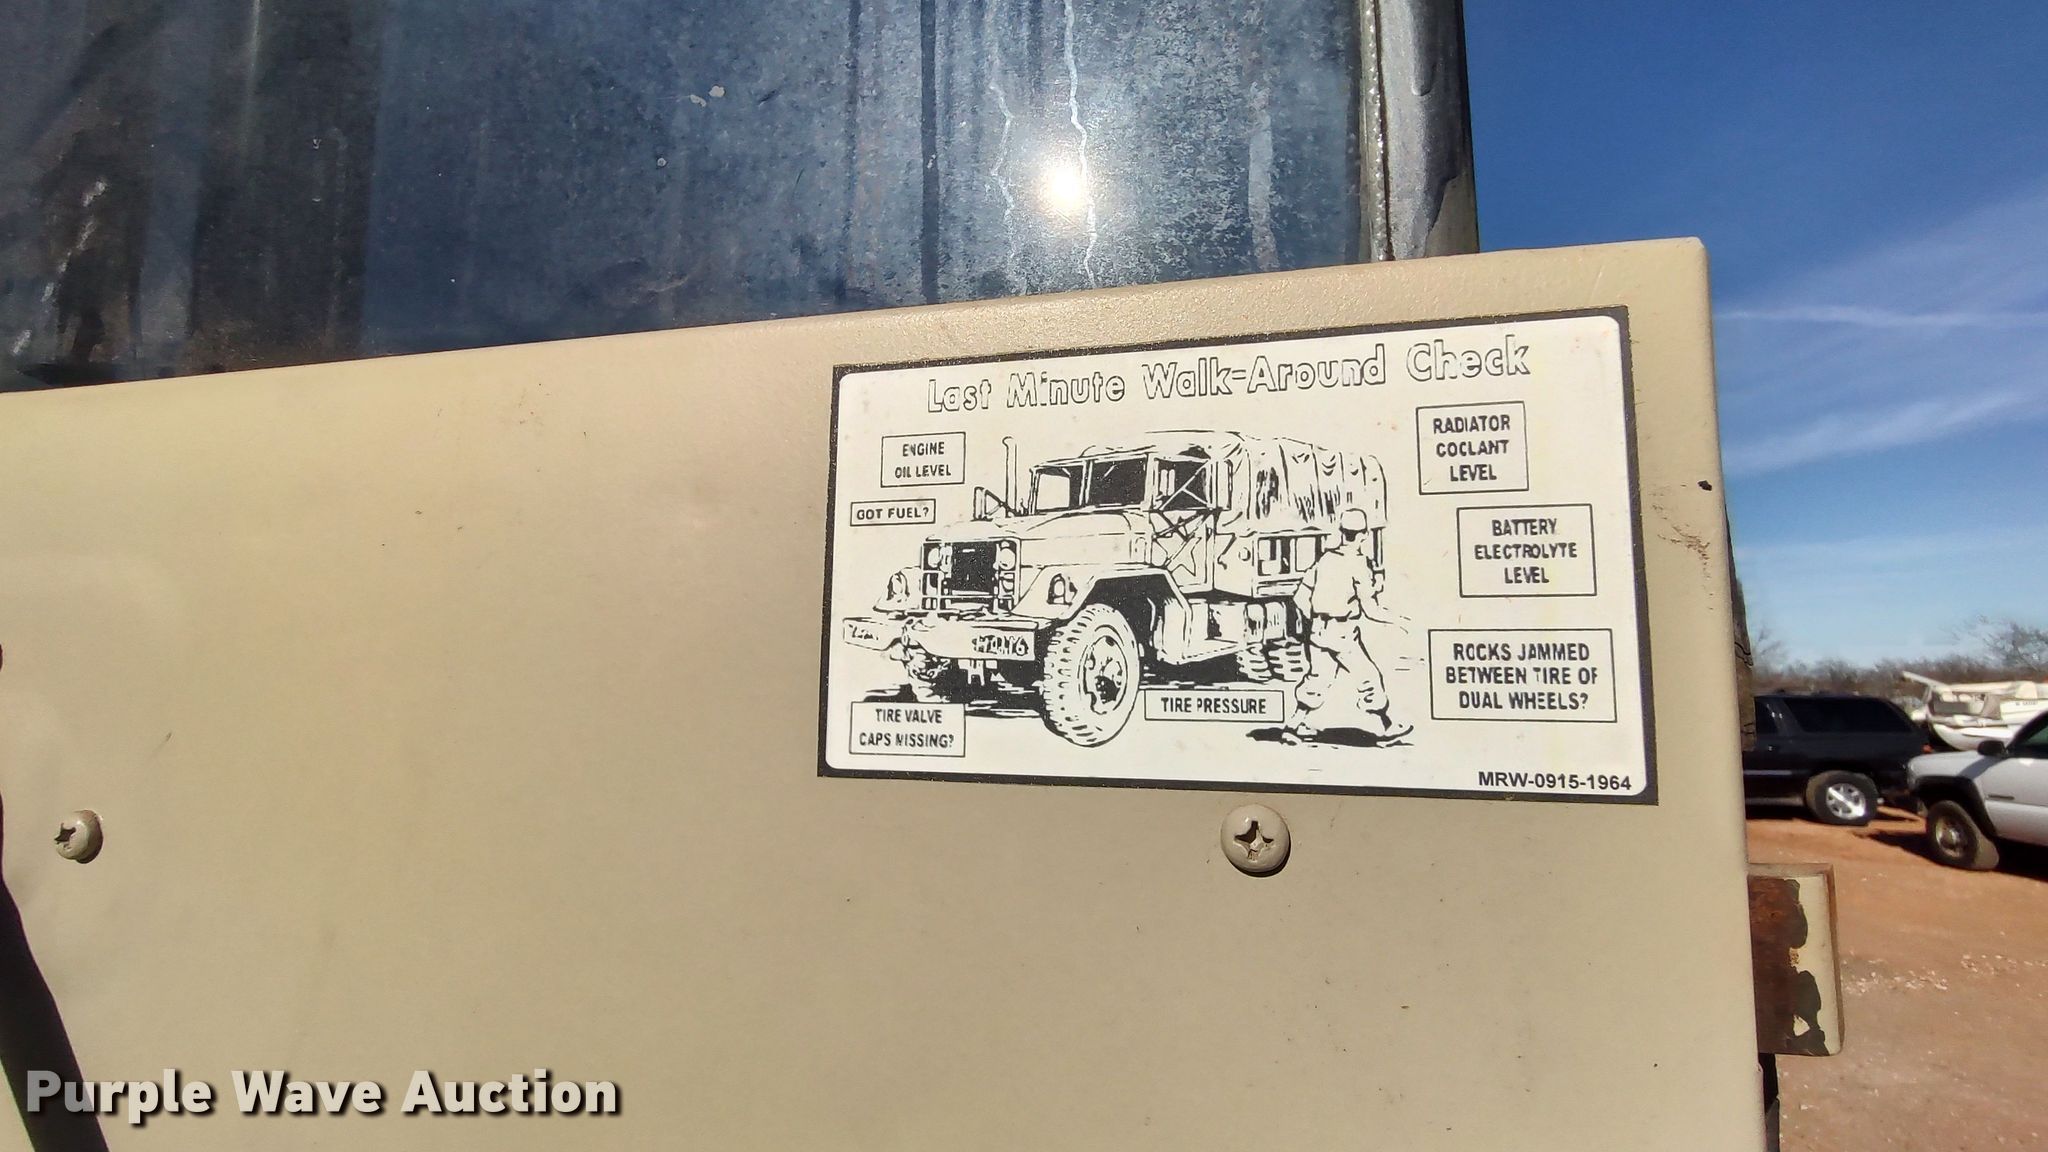 Last Minute Walk-Around Check
ENGINE
OIL LEVEL
GOT FUEL?
RADIATOR
COCLANT
LEVEL
BATTERY
ELECTROLYTE
LEVEL
ROCKS JAMMED
BETWEEN TIRE OF
DUAL WHEELS?
TIRE PRESSURE
TIRE VALVE
CAPS MISSING?
MRW-0915-1964
Purple Wave Auction